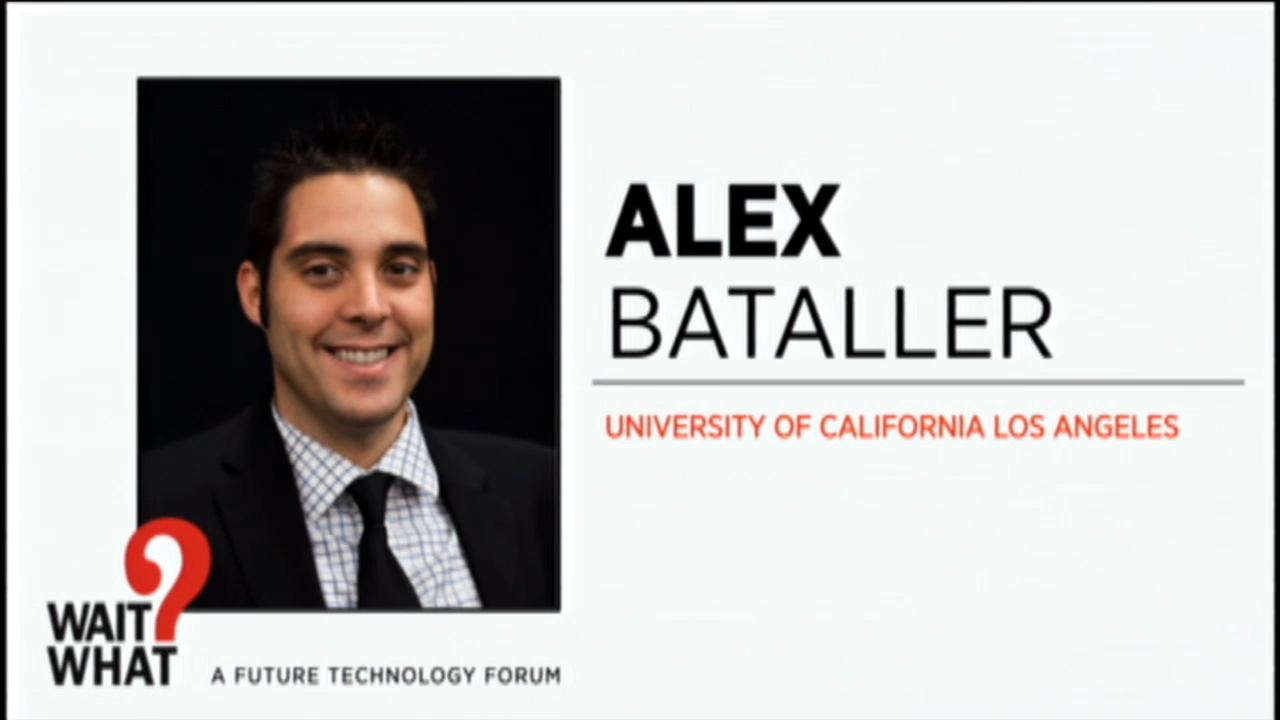 ALEX
BATALLER
UNIVERSITY OF CALIFORNIA LOS ANGELES
WAIT?
WHAT
A FUTURE TECHNOLOGY FORUM